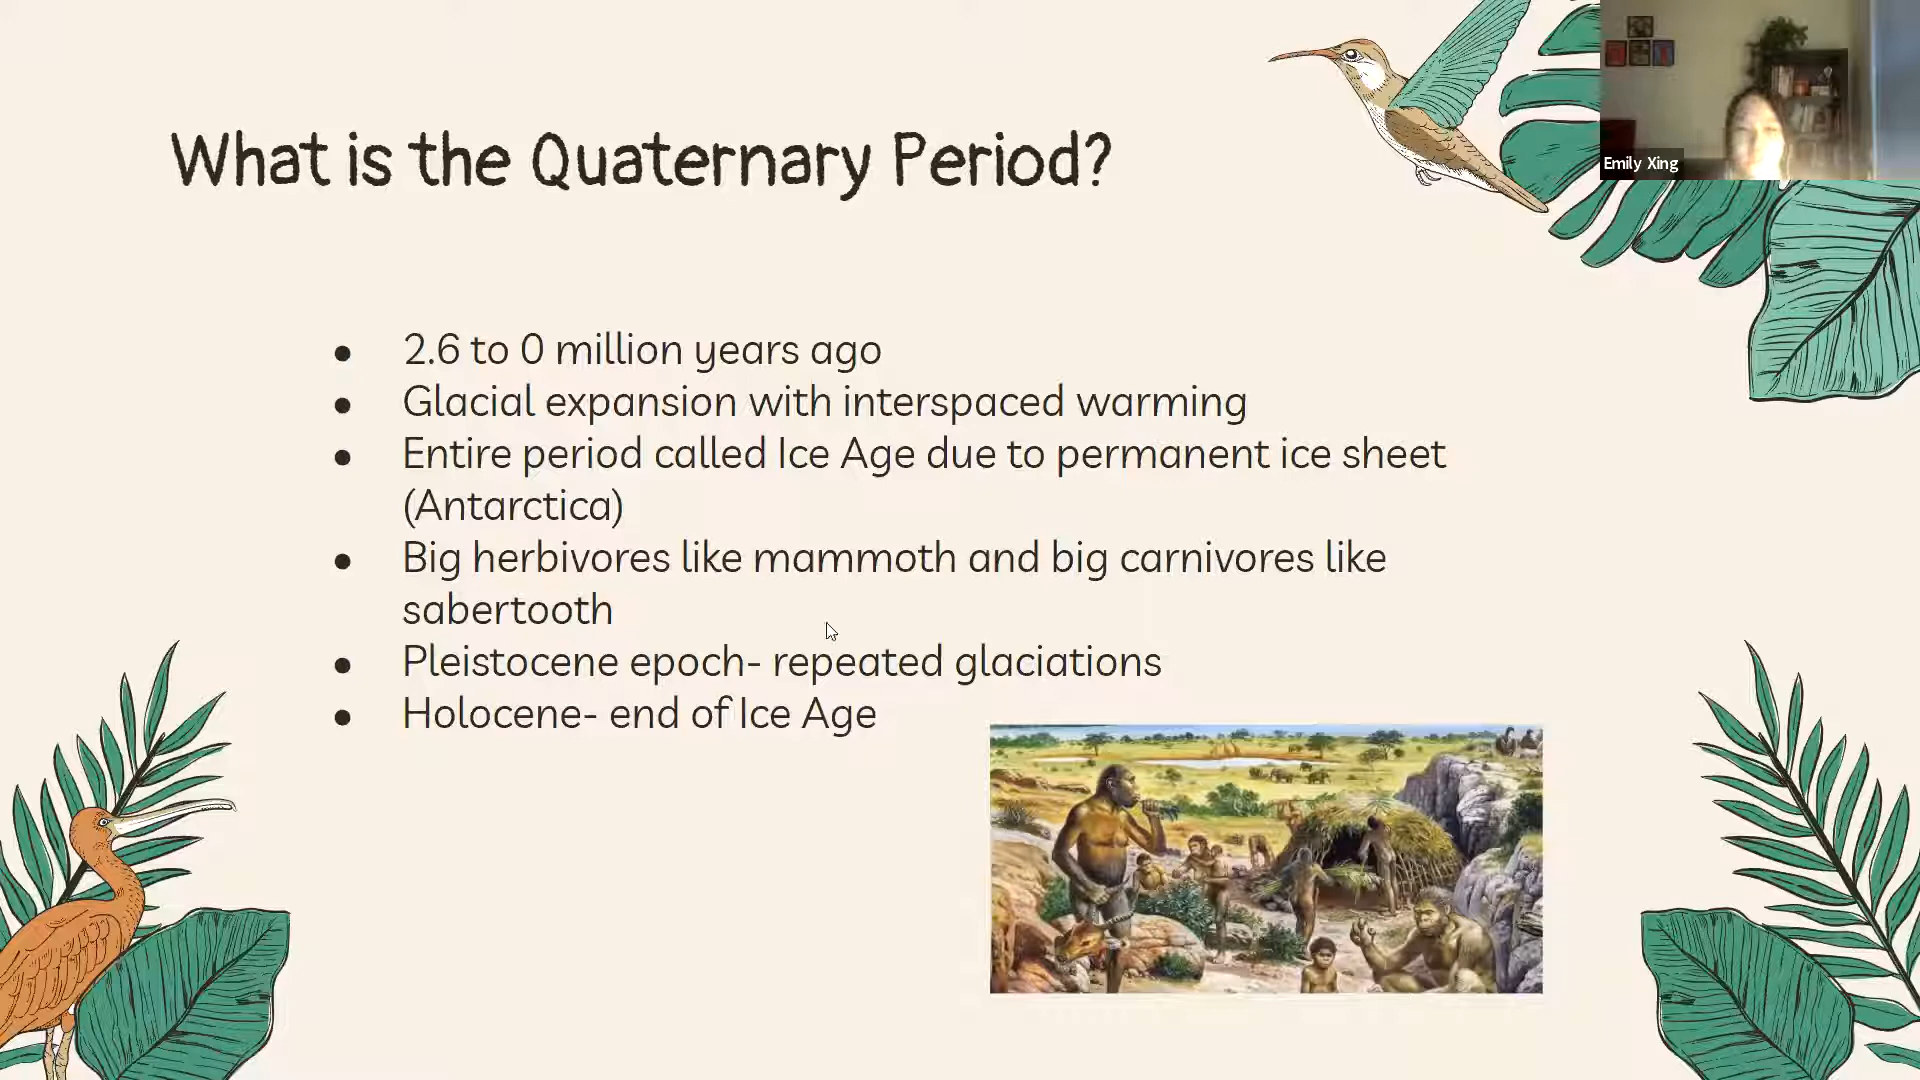 What is the Quaternary Period?
Emily Xing
● 2.6 to 0 million years ago
● Glacial expansion with interspaced warming
● Entire period called Ice Age due to permanent ice sheet
(Antarctica)
● Big herbivores like mammoth and big carnivores like
sabertooth
● Pleistocene epoch- repeated glaciations
● Holocene- end of Ice Age